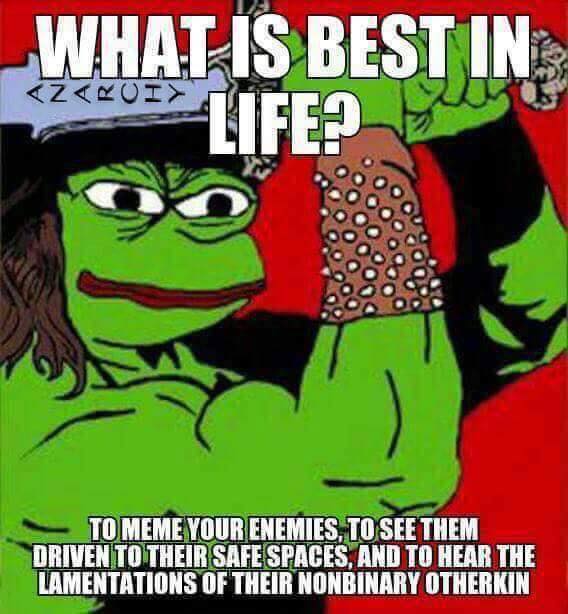 WHAT IS BEST IN
LIFE?
ANARCHY
TO MEME YOUR ENEMIES, TO SEE THEM
DRIVEN TO THEIR SAFE SPACES, AND TO HEAR THE
LAMENTATIONS OF THEIR NONBINARY OTHERKIN